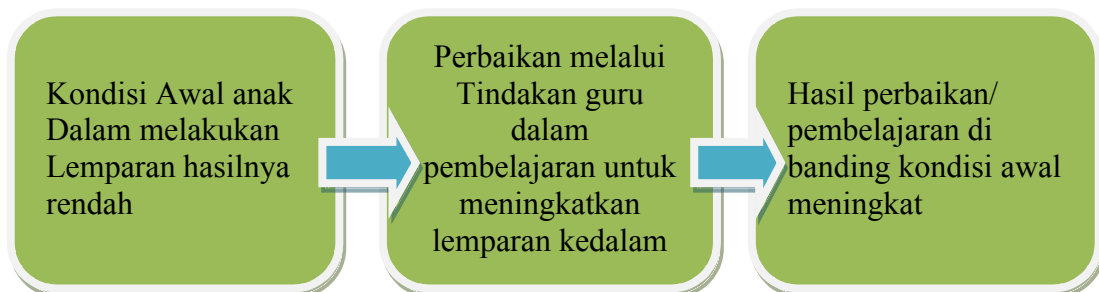 Kondisi Awal anak
Dalam melakukan
Lemparan hasilnya
rendah
Perbaikan melalui
Tindakan guru
dalam
pembelajaran untuk
meningkatkan
lemparan kedalam
Hasil perbaikan/
pembelajaran di
banding kondisi awal
meningkat